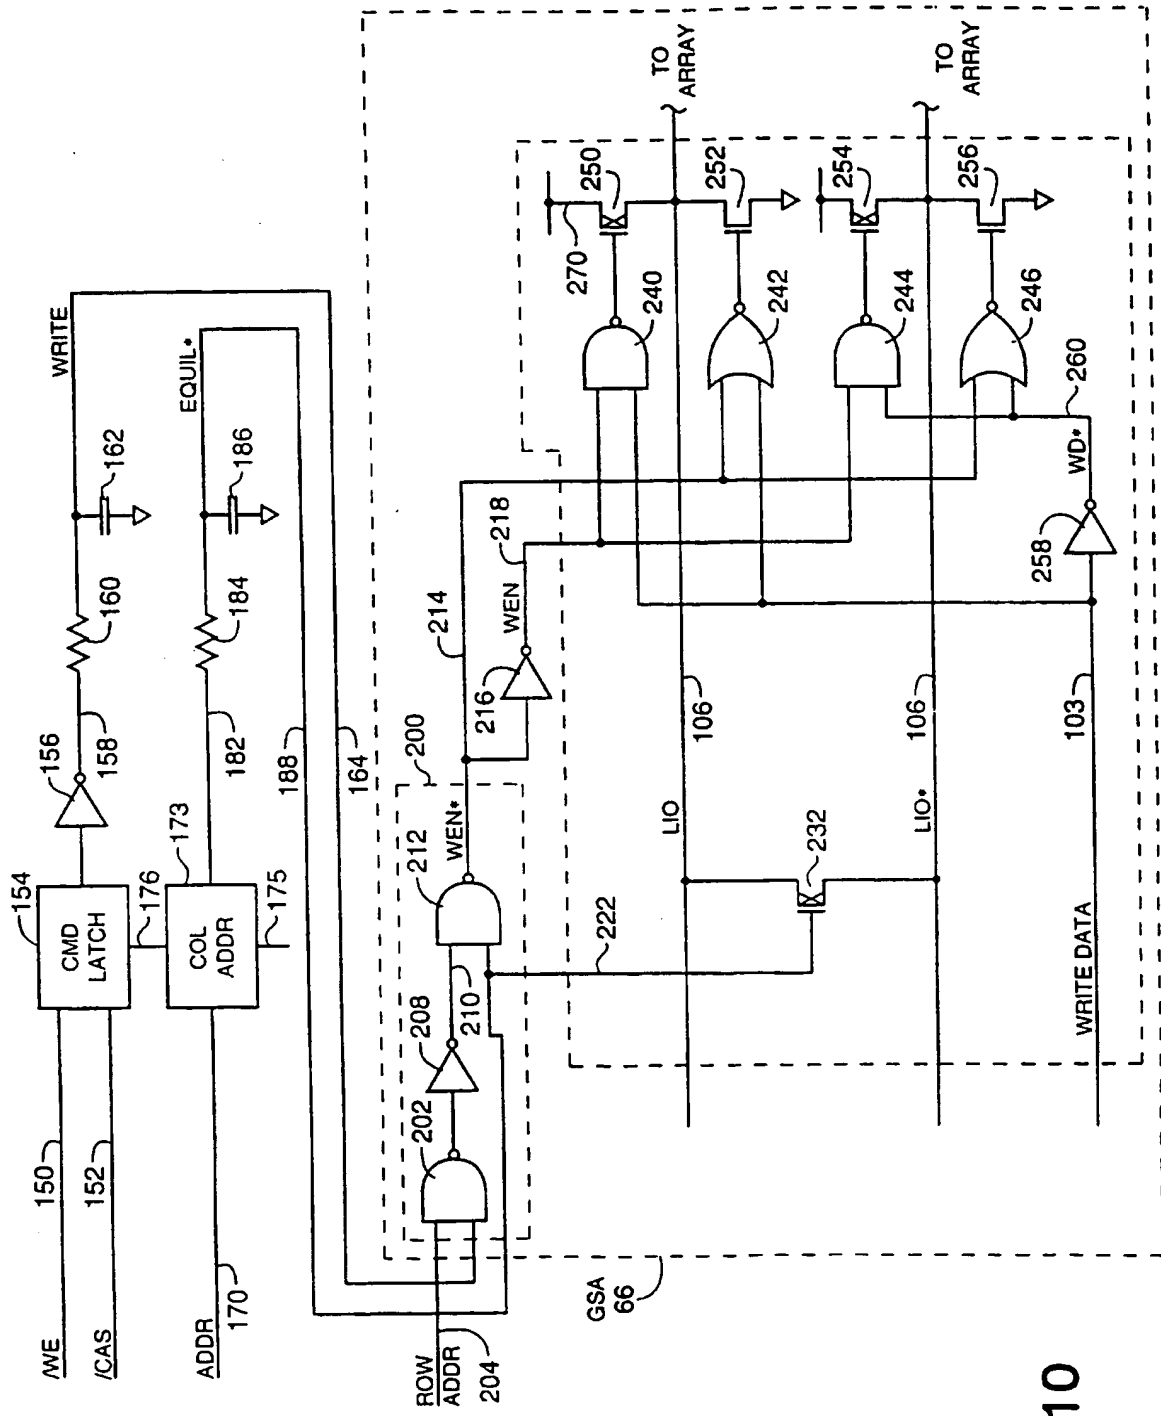 /WE
150
/CAS
152
154
CMD
LATCH
156
158
160
162
WRITE
176
ADDR
170
173
COL
ADDR
175
182
184
186
EQUIL*
188
164
ROW
ADDR
204
202
208
210
212
200
WEN*
214
216
WEN
218
222
GSA
66
LIO
106
232
LIO*
106
WRITE DATA
103
258
WD*
260
270
250
240
252
242
254
244
256
246
TO
ARRAY
TO
ARRAY
10